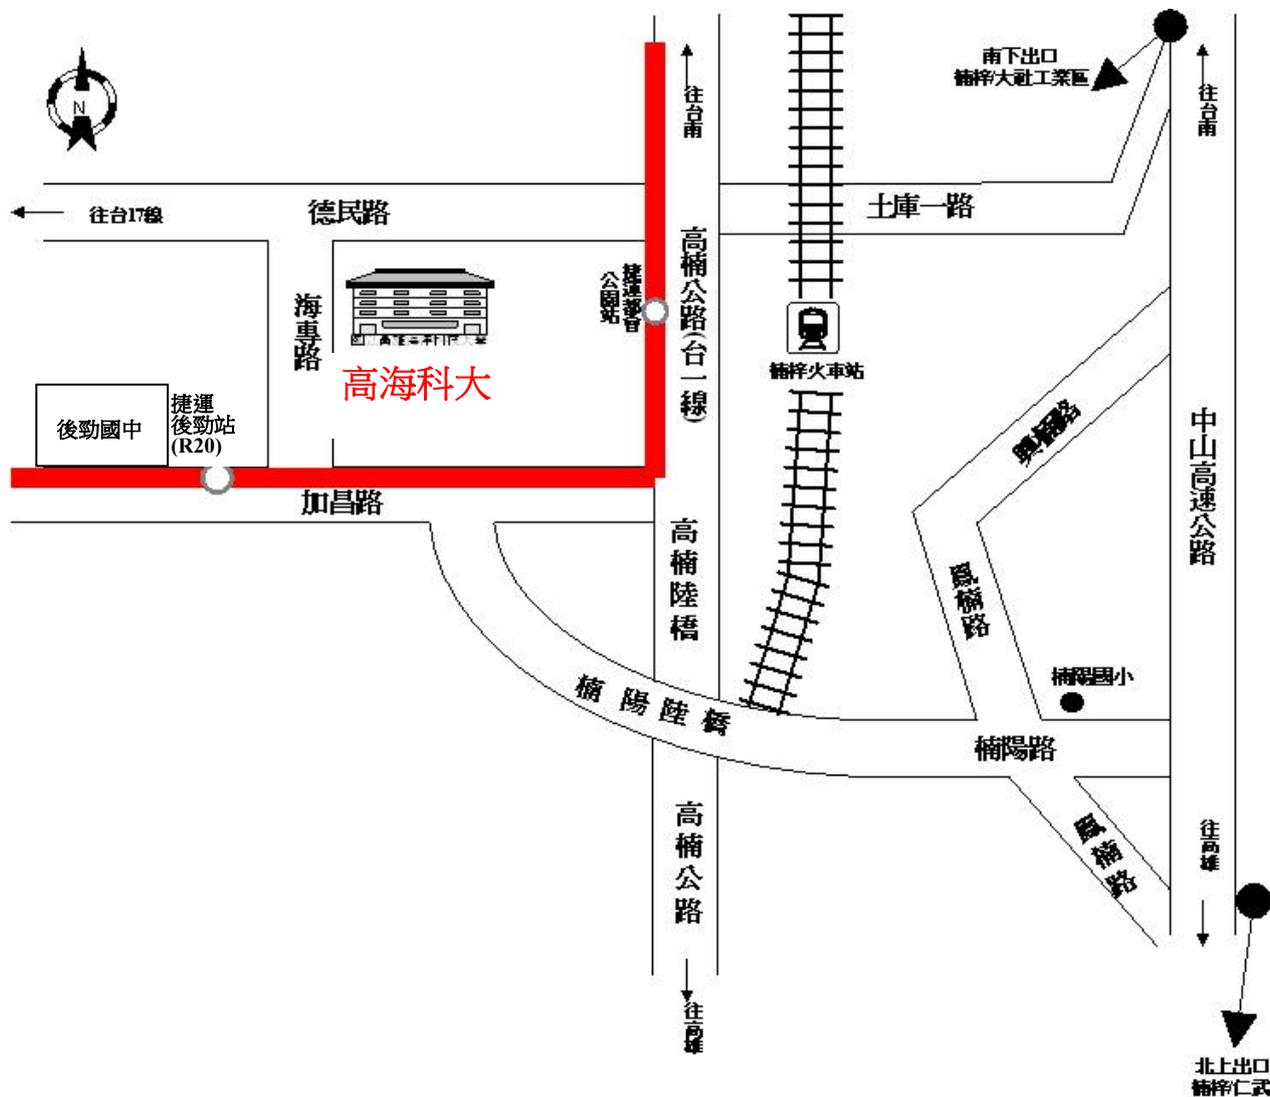 N
南下出口
楠梓/大社工業區
往台南
往台南
往台17線
德民路
土庫一路
高楠公路(台一線)
捷運都會
公園站
海專路
高海科大
楠梓火車站
後勁國中
捷運
後勁站
(R20)
興楠路
中山高速公路
加昌路
高楠陸橋
鳳楠路
楠陽國小
楠陽陸橋
楠陽路
高楠公路
鳳楠路
往高雄
往高雄
北上出口
楠梓/仁武